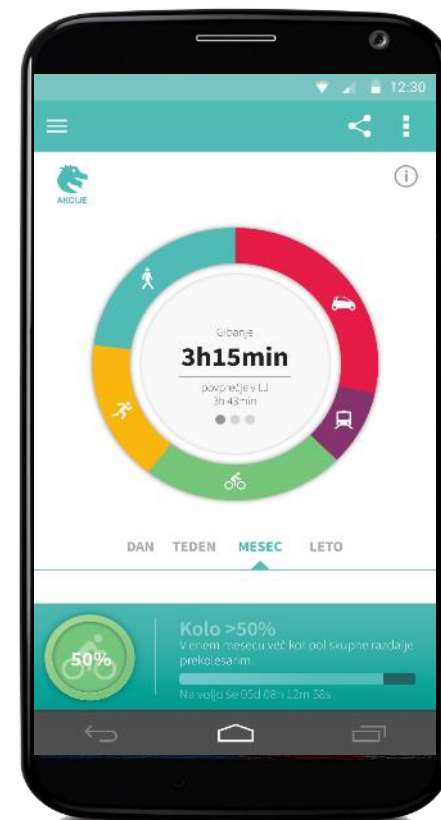 12:30
AKCIJE
Gibanje
3h15min
povprečje v LJ
3h 43min
DAN TEDEN MESEC LETO
Kolo >50%
V enem mesecu več kot pol skupne razdalje
prekolesarim.
50%
Na voljo še 05d 08h 12m 58s